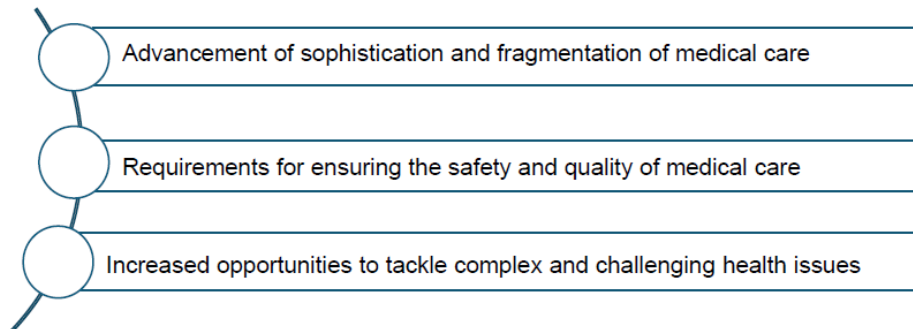 Advancement of sophistication and fragmentation of medical care
Requirements for ensuring the safety and quality of medical care
Increased opportunities to tackle complex and challenging health issues